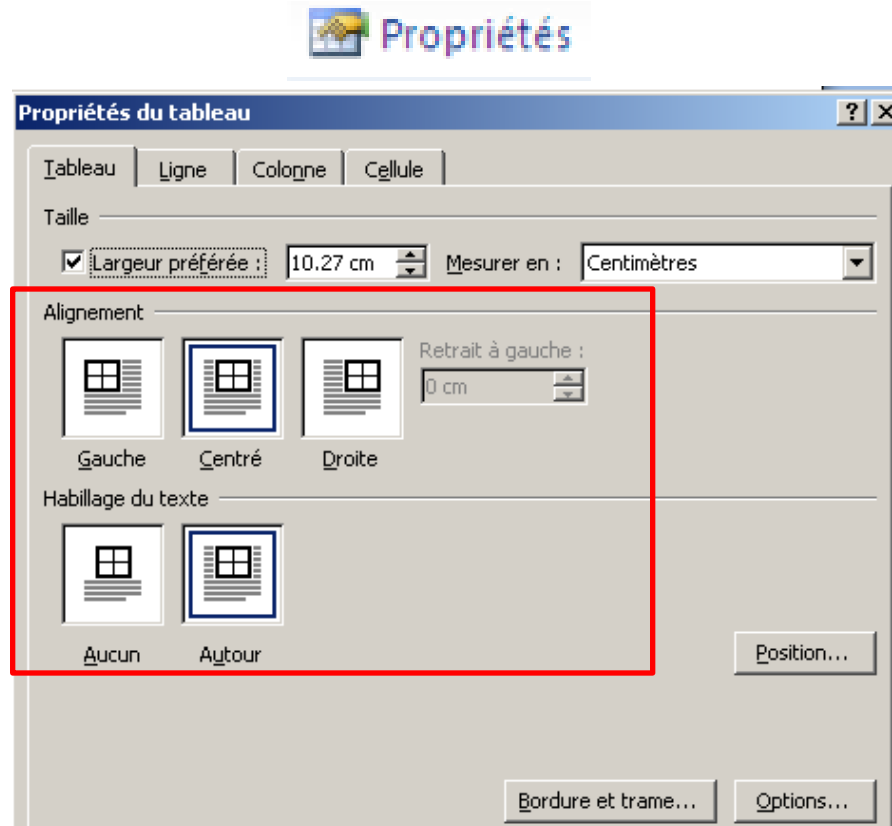 Propriétés
Propriétés du tableau ? X
Tableau Ligne Colonne Cellule
Taille
Largeur préférée : 10.27 cm Mesurer en : Centimètres
Alignement
Retrait à gauche :
0 cm
Gauche Centré Droite
Habillage du texte
Aucun Autour
Position...
Bordure et trame... Options...